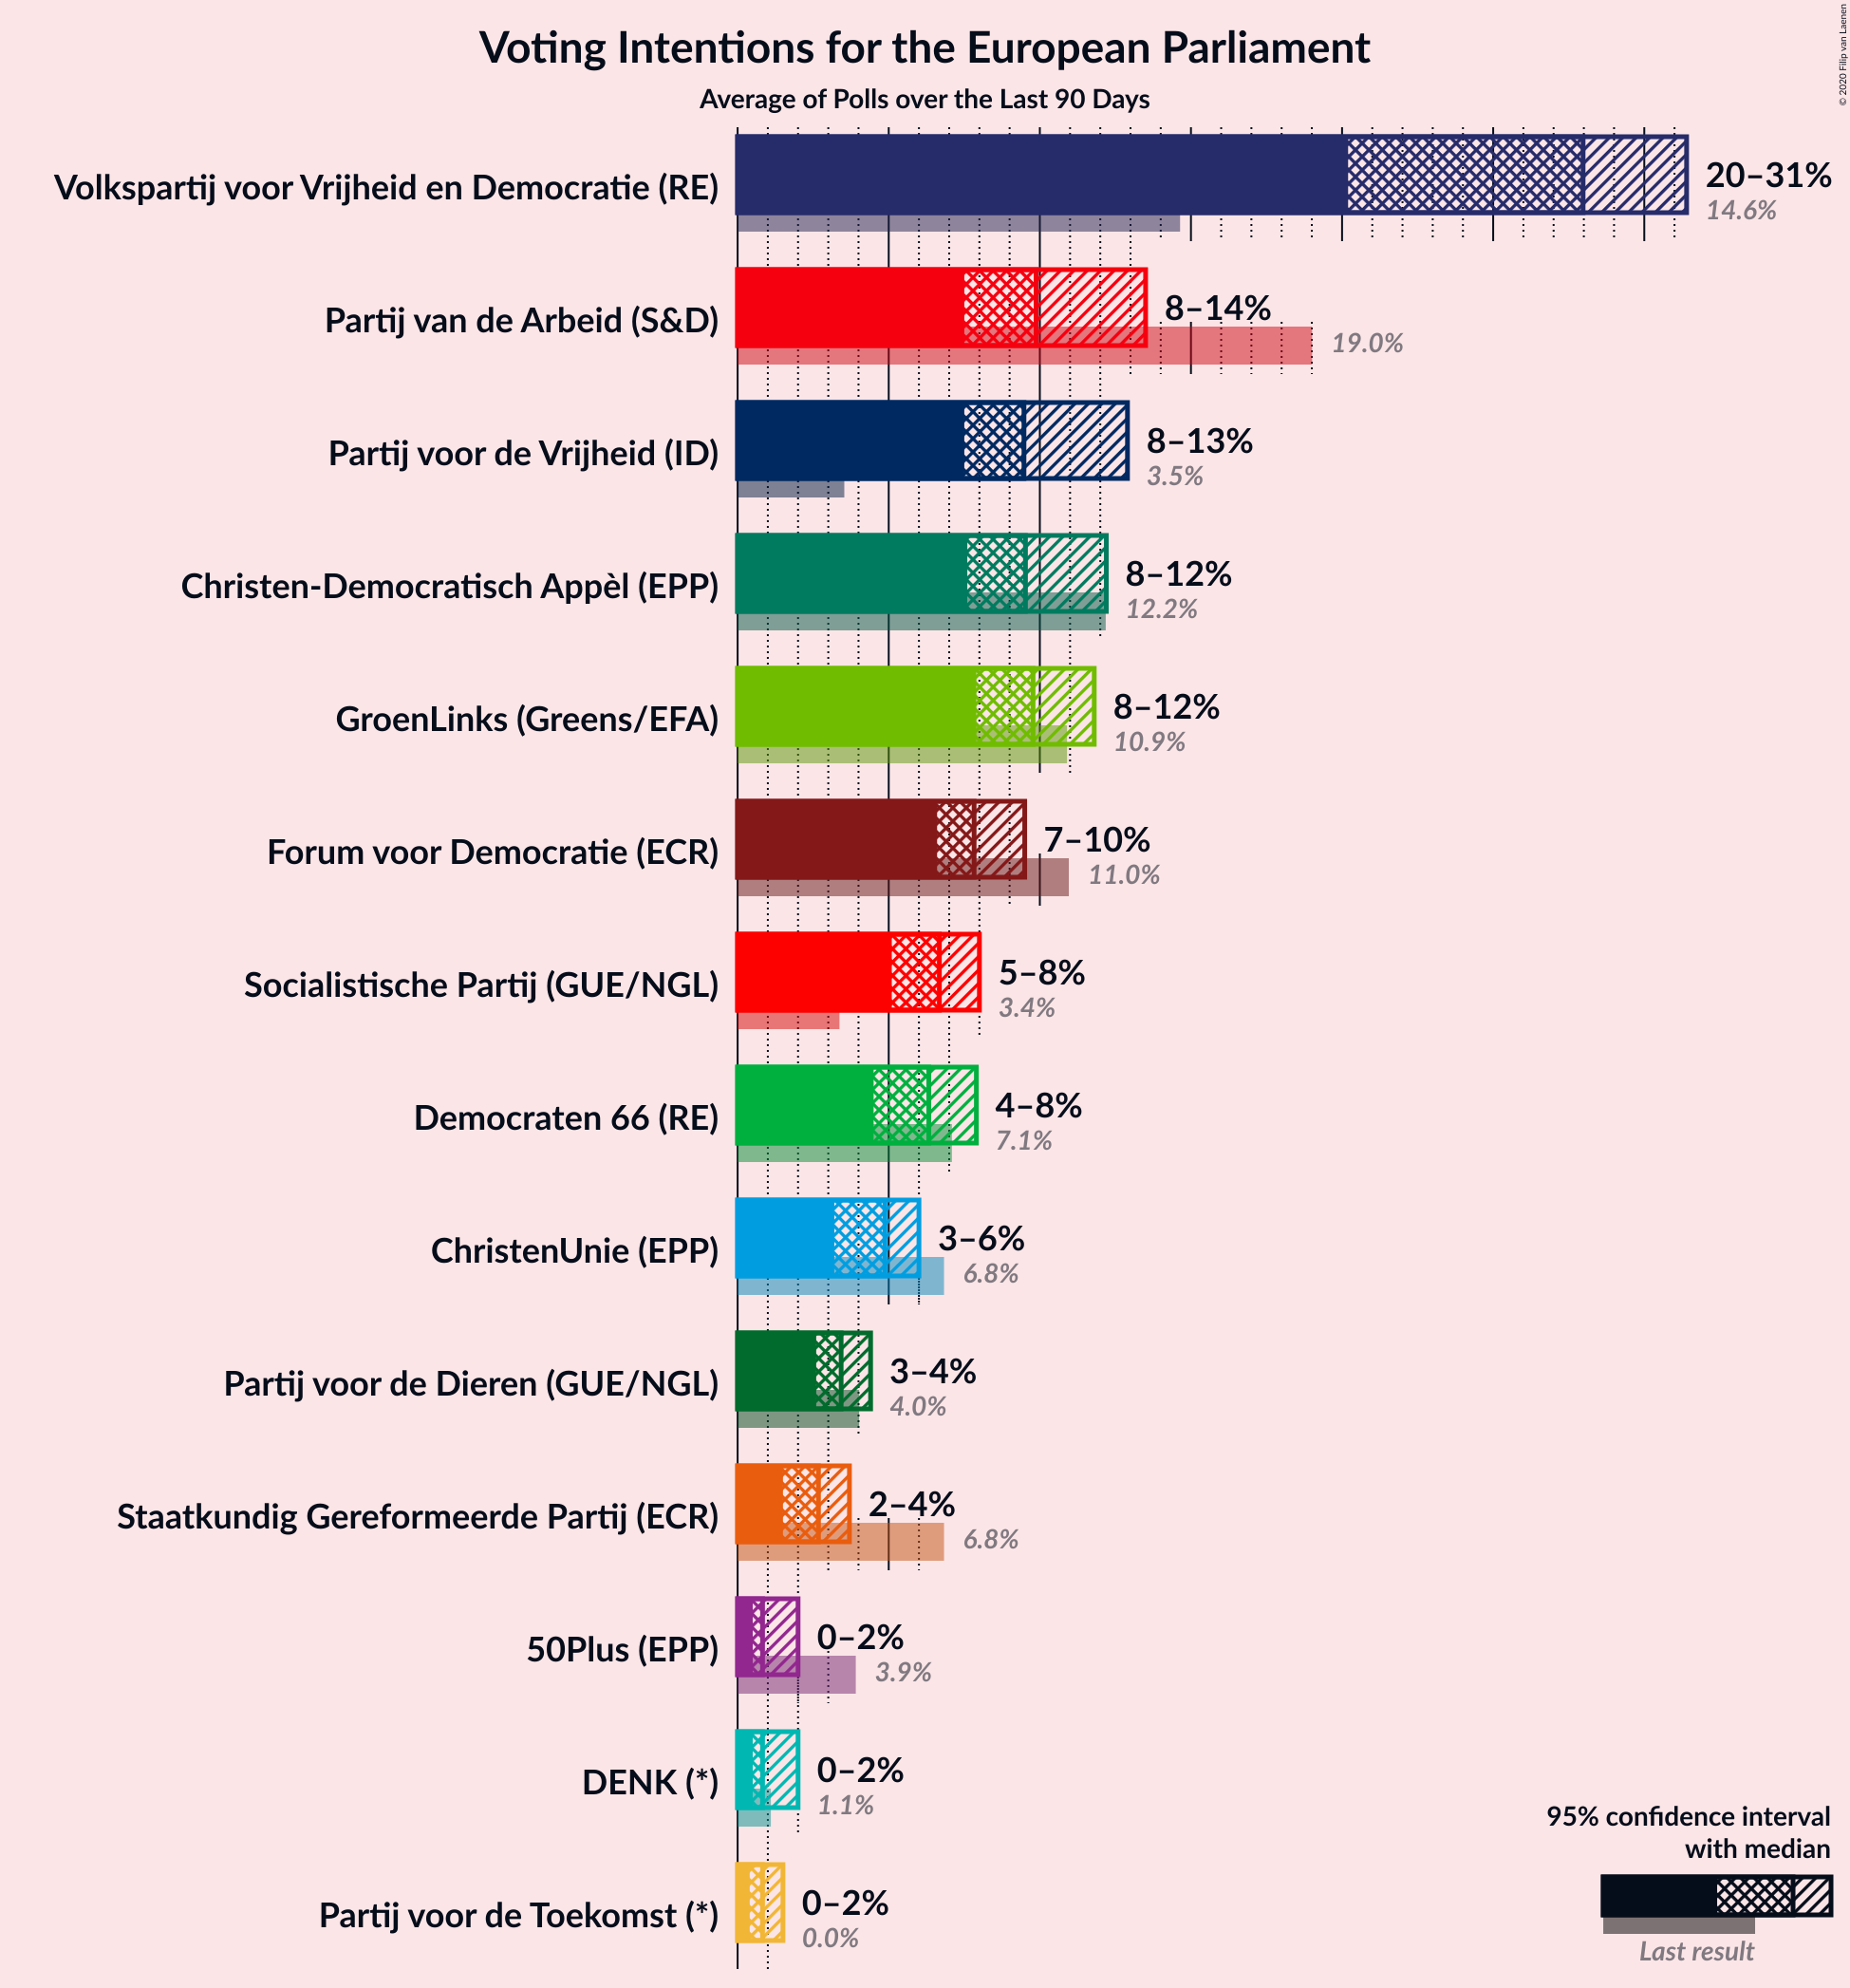 Voting Intentions for the European Parliament
Average of Polls over the Last 90 Days
© 2020 Filip van Laenen
Volkspartij voor Vrijheid en Democratie (RE)
20–31%
14.6%
Partij van de Arbeid (S&D)
8–14%
19.0%
Partij voor de Vrijheid (ID)
8–13%
3.5%
Christen-Democratisch Appèl (EPP)
8–12%
12.2%
GroenLinks (Greens/EFA)
8–12%
10.9%
Forum voor Democratie (ECR)
7–10%
11.0%
Socialistische Partij (GUE/NGL)
5–8%
3.4%
Democraten 66 (RE)
4–8%
7.1%
ChristenUnie (EPP)
3–6%
6.8%
Partij voor de Dieren (GUE/NGL)
3–4%
4.0%
Staatkundig Gereformeerde Partij (ECR)
2–4%
6.8%
50Plus (EPP)
0–2%
3.9%
DENK (*)
0–2%
1.1%
Partij voor de Toekomst (*)
0–2%
0.0%
95% confidence interval
with median
Last result